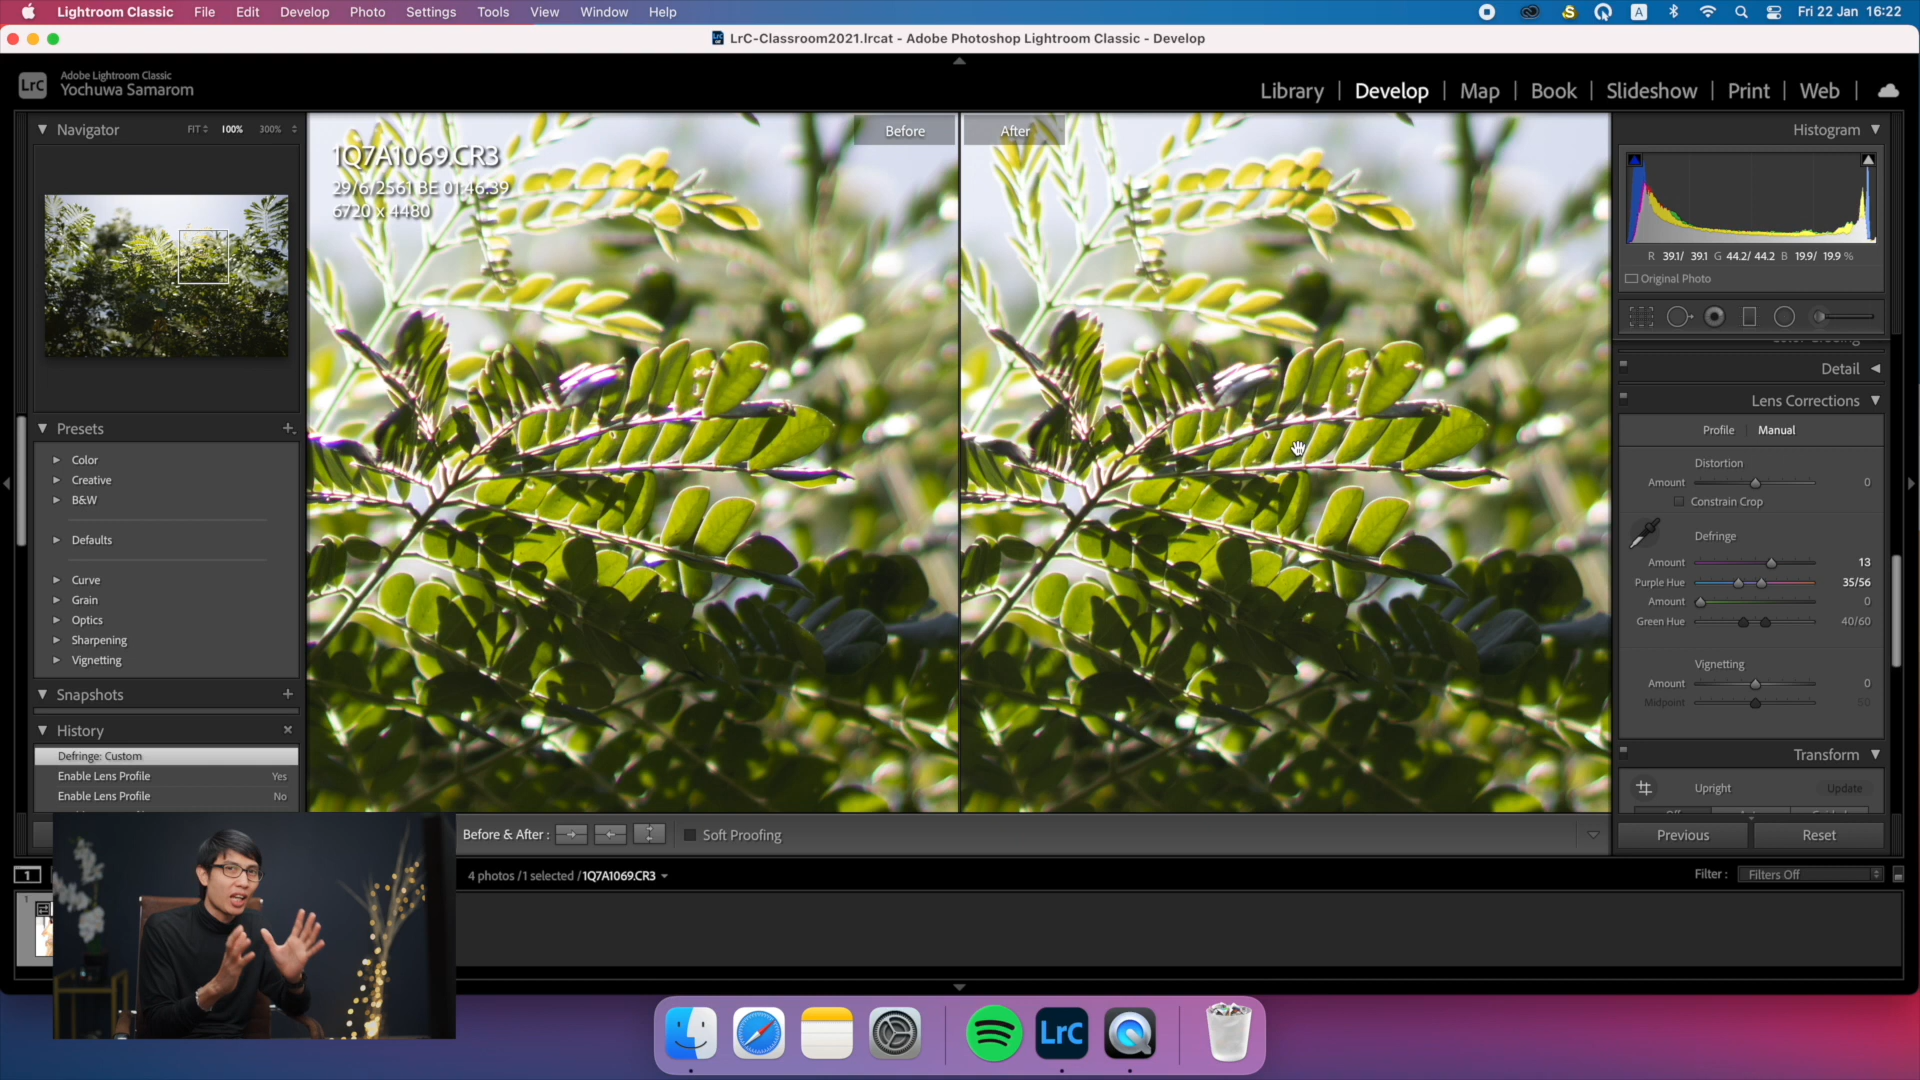 Lightroom Classic File Edit Develop Photo Settings Tools View Window Help
S A Fri 22 Jan 16:22
LrC LrC-Classroom2021.lrcat - Adobe Photoshop Lightroom Classic - Develop
LrC Adobe Lightroom Classic
Yochuwa Samarom
Library | Develop | Map | Book | Slideshow | Print | Web |
Navigator FIT 100% 300%
Presets +
Color
Creative
B&W
Defaults
Curve
Grain
Optics
Sharpening
Vignetting
Snapshots +
History ×
Defringe: Custom
Enable Lens Profile Yes
Enable Lens Profile No
1Q7A1069.CR3
29/6/2561 BE 01:46:39
6720 x 4480
Before
After
Histogram
R 39.1/ 39.1 G 44.2/ 44.2 B 19.9/ 19.9 %
Original Photo
Detail
Lens Corrections
Profile | Manual
Distortion
Amount 0
Constrain Crop
Defringe
Amount 13
Purple Hue 35/56
Amount 0
Green Hue 40/60
Vignetting
Amount 0
Midpoint 50
Transform
Upright Update
Previous Reset
Before & After : Soft Proofing
1
4 photos /1 selected /1Q7A1069.CR3
Filter : Filters Off
1
LrC